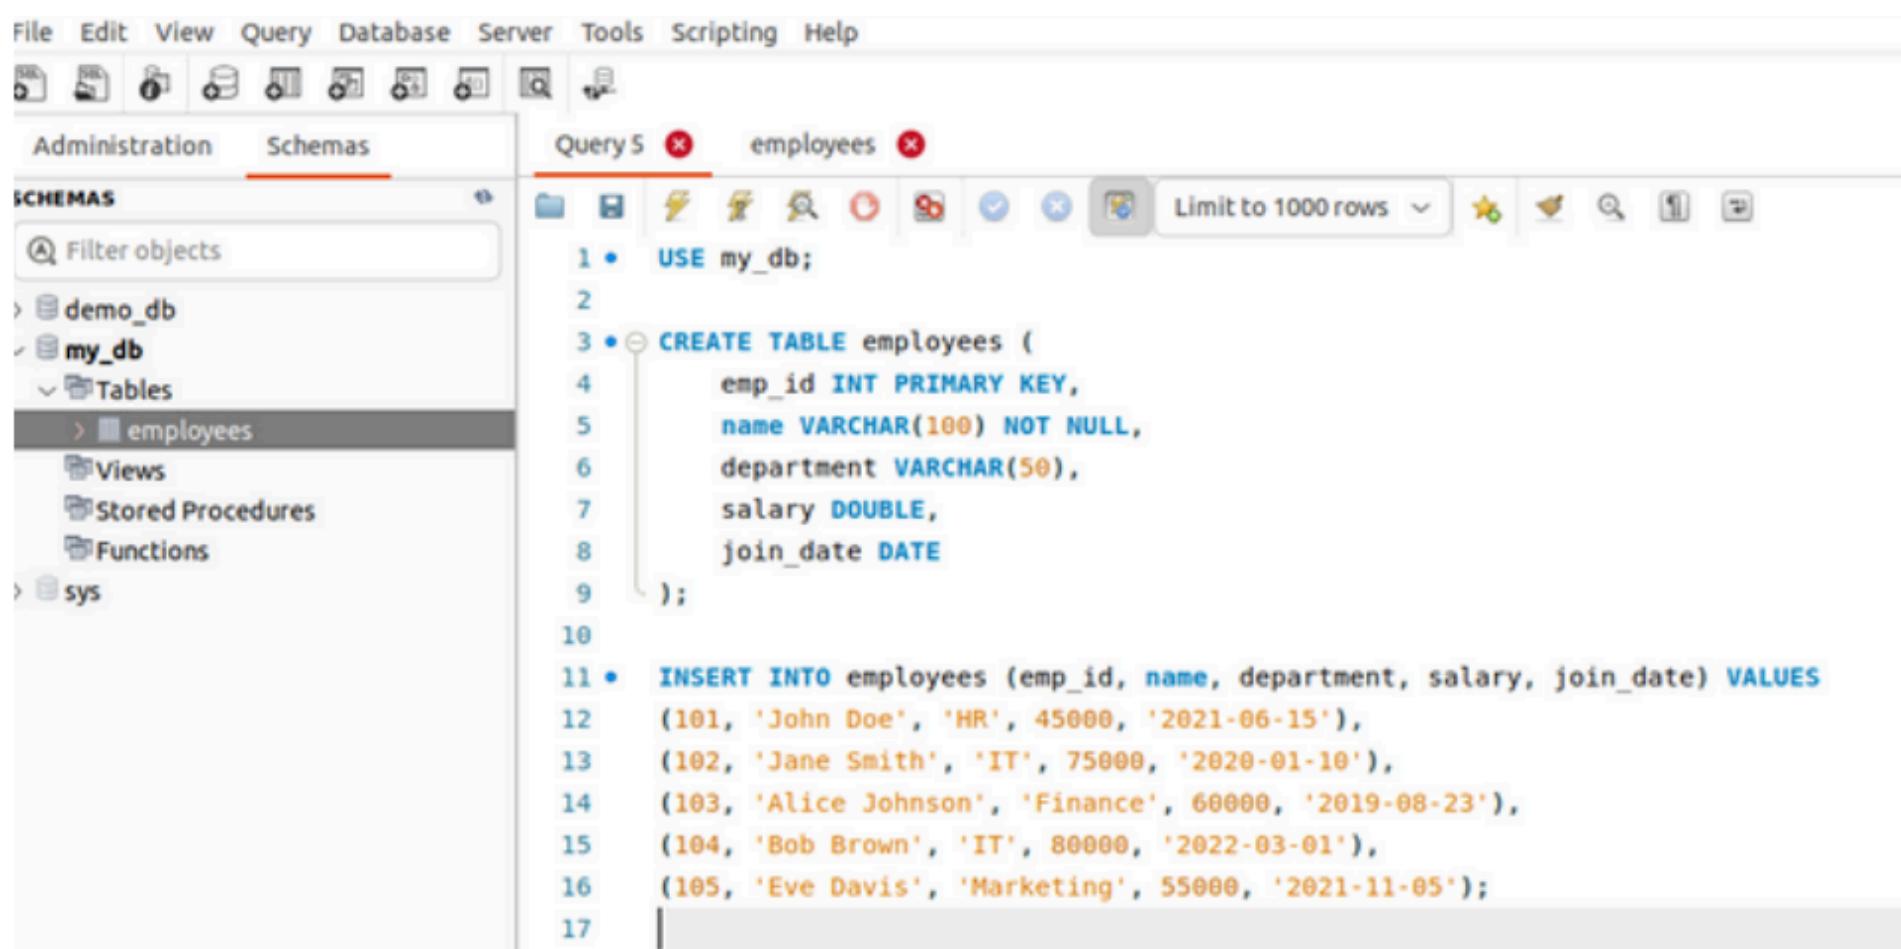 File Edit View Query Database Server Tools Scripting Help
Administration Schemas
SCHEMAS
Filter objects
demo_db
my_db
Tables
employees
Views
Stored Procedures
Functions
sys
Query 5 employees
Limit to 1000 rows
1 USE my_db;
2
3 CREATE TABLE employees (
4 emp_id INT PRIMARY KEY,
5 name VARCHAR(100) NOT NULL,
6 department VARCHAR(50),
7 salary DOUBLE,
8 join_date DATE
9 );
10
11 INSERT INTO employees (emp_id, name, department, salary, join_date) VALUES
12 (101, 'John Doe', 'HR', 45000, '2021-06-15'),
13 (102, 'Jane Smith', 'IT', 75000, '2020-01-10'),
14 (103, 'Alice Johnson', 'Finance', 60000, '2019-08-23'),
15 (104, 'Bob Brown', 'IT', 80000, '2022-03-01'),
16 (105, 'Eve Davis', 'Marketing', 55000, '2021-11-05');
17